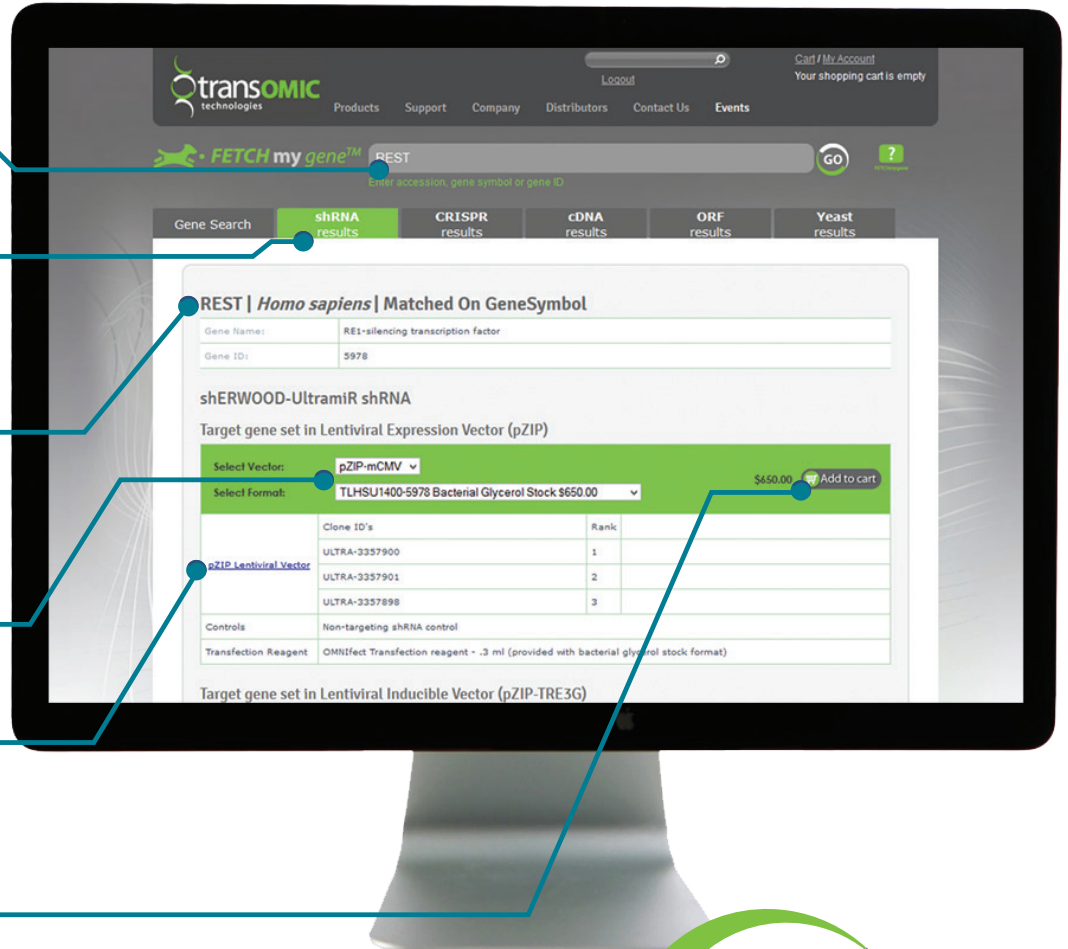 transOMIC
technologies
Logout
Cart / My Account
Your shopping cart is empty
Products Support Company Distributors Contact Us Events
FETCH my gene™ REST GO ?
Enter accession, gene symbol or gene ID
Gene Search
shRNA results
CRISPR results
cDNA results
ORF results
Yeast results
REST | Homo sapiens | Matched On GeneSymbol
Gene Name: RE1-silencing transcription factor
Gene ID: 5978
shERWOOD-UltramiR shRNA
Target gene set in Lentiviral Expression Vector (pZIP)
Select Vector: pZIP-mCMV
Select Format: TLHSU1400-5978 Bacterial Glycerol Stock $650.00
$650.00 Add to cart
Clone ID's Rank
pZIP Lentiviral Vector
ULTRA-3357900 1
ULTRA-3357901 2
ULTRA-3357898 3
Controls Non-targeting shRNA control
Transfection Reagent OMNIfect Transfection reagent - .3 ml (provided with bacterial glycerol stock format)
Target gene set in Lentiviral Inducible Vector (pZIP-TRE3G)